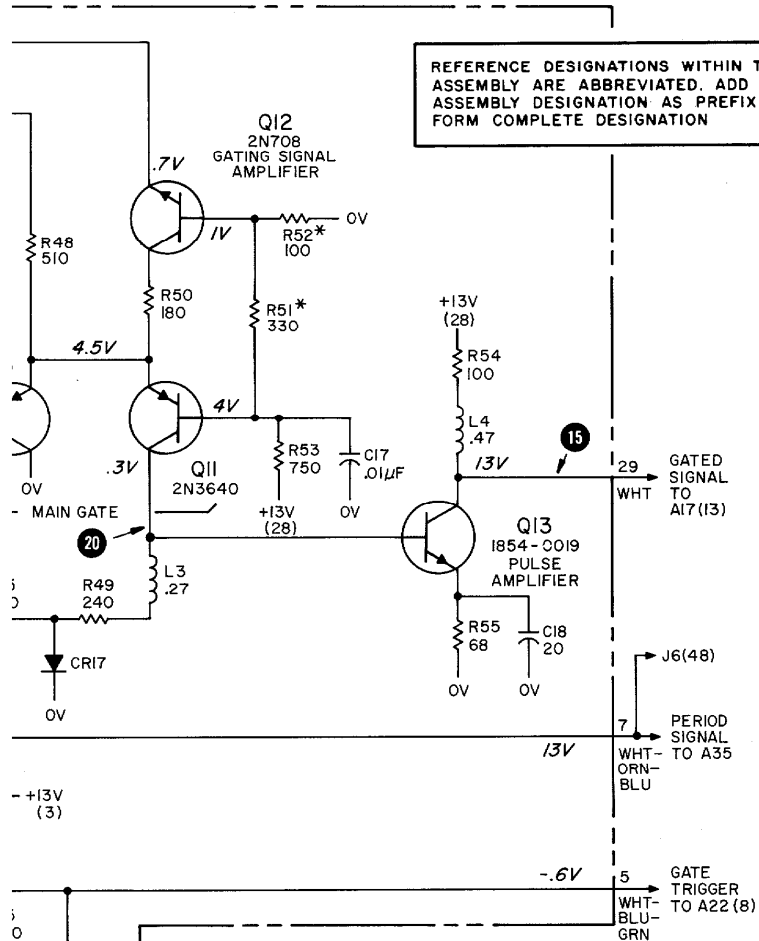 REFERENCE DESIGNATIONS WITHIN T
ASSEMBLY ARE ABBREVIATED. ADD
ASSEMBLY DESIGNATION AS PREFIX
FORM COMPLETE DESIGNATION
Q12
2N708
GATING SIGNAL
AMPLIFIER
.7V
1V
R52*
100
0V
R48
510
R50
180
R51*
330
+13V
(28)
R54
100
4.5V
4V
L4
.47
15
.3V
Q11
2N3640
R53
750
C17
.01µF
13V
29
WHT
GATED
SIGNAL
TO
A17(13)
0V
+13V
(28)
0V
- MAIN GATE
20
Q13
1854-0019
PULSE
AMPLIFIER
L3
.27
R49
240
R55
68
C18
20
CR17
0V
0V
0V
J6(48)
7
PERIOD
SIGNAL
TO A35
13V
WHT-
ORN-
BLU
+13V
(3)
-.6V
5
GATE
TRIGGER
TO A22(8)
WHT-
BLU-
GRN